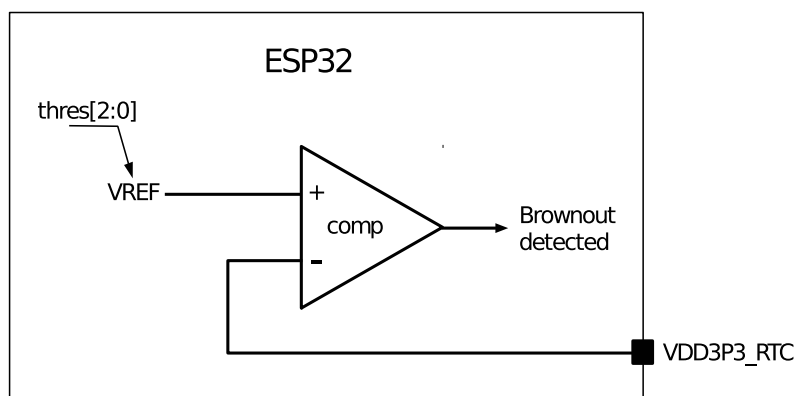 ESP32
thres[2:0]
VREF
+
comp
-
Brownout
detected
VDD3P3_RTC